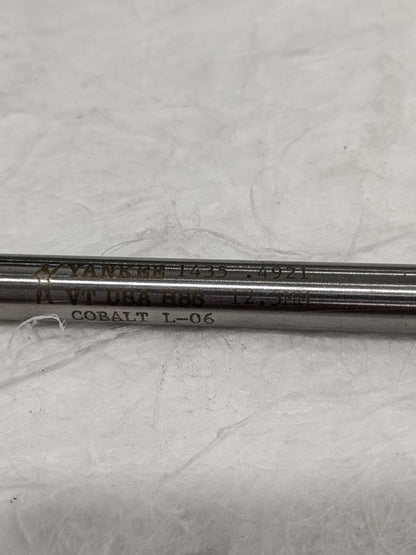 YANKEE 1435 .4921
VT USA HSS 12.5MM
COBALT L-06